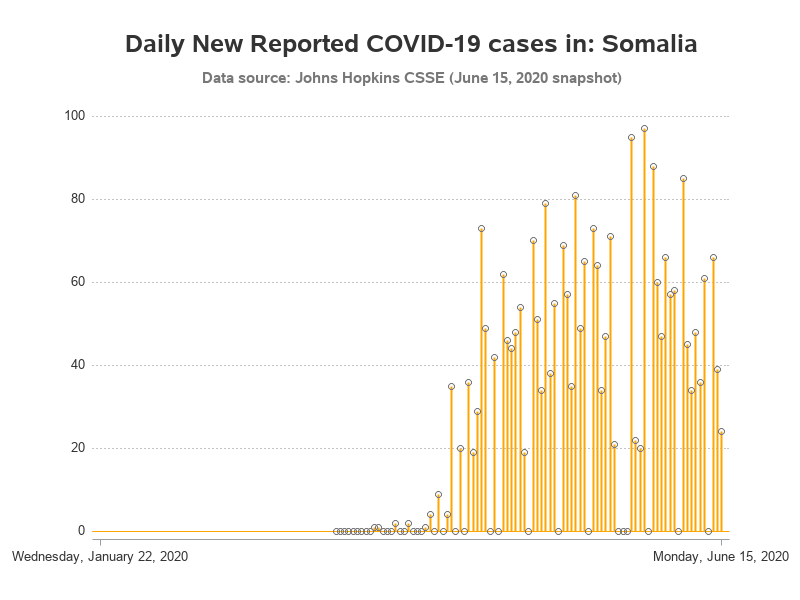 Daily New Reported COVID-19 cases in: Somalia
Data source: Johns Hopkins CSSE (June 15, 2020 snapshot)
100
80
60
40
20
0
Wednesday, January 22, 2020
Monday, June 15, 2020